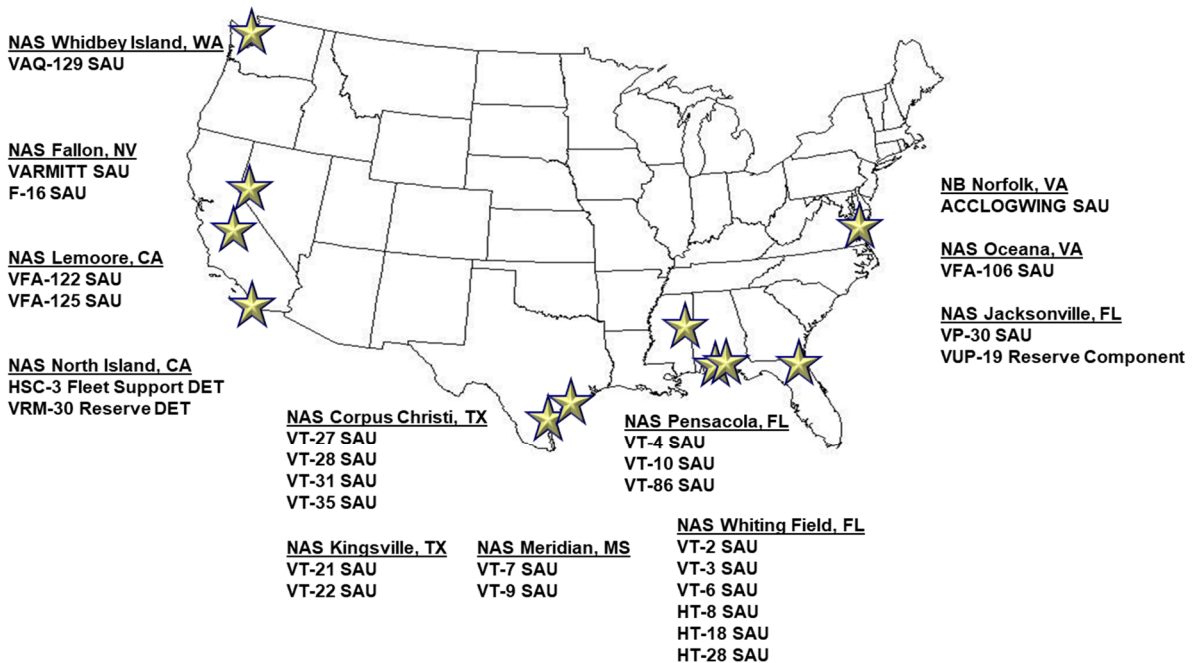 NAS Whidbey Island, WA
VAQ-129 SAU
NAS Fallon, NV
VARMITT SAU
F-16 SAU
NAS Lemoore, CA
VFA-122 SAU
VFA-125 SAU
NAS North Island, CA
HSC-3 Fleet Support DET
VRM-30 Reserve DET
NAS Corpus Christi, TX
VT-27 SAU
VT-28 SAU
VT-31 SAU
VT-35 SAU
NAS Kingsville, TX
VT-21 SAU
VT-22 SAU
NAS Meridian, MS
VT-7 SAU
VT-9 SAU
NAS Pensacola, FL
VT-4 SAU
VT-10 SAU
VT-86 SAU
NAS Whiting Field, FL
VT-2 SAU
VT-3 SAU
VT-6 SAU
HT-8 SAU
HT-18 SAU
HT-28 SAU
NB Norfolk, VA
ACCLOGWING SAU
NAS Oceana, VA
VFA-106 SAU
NAS Jacksonville, FL
VP-30 SAU
VUP-19 Reserve Component